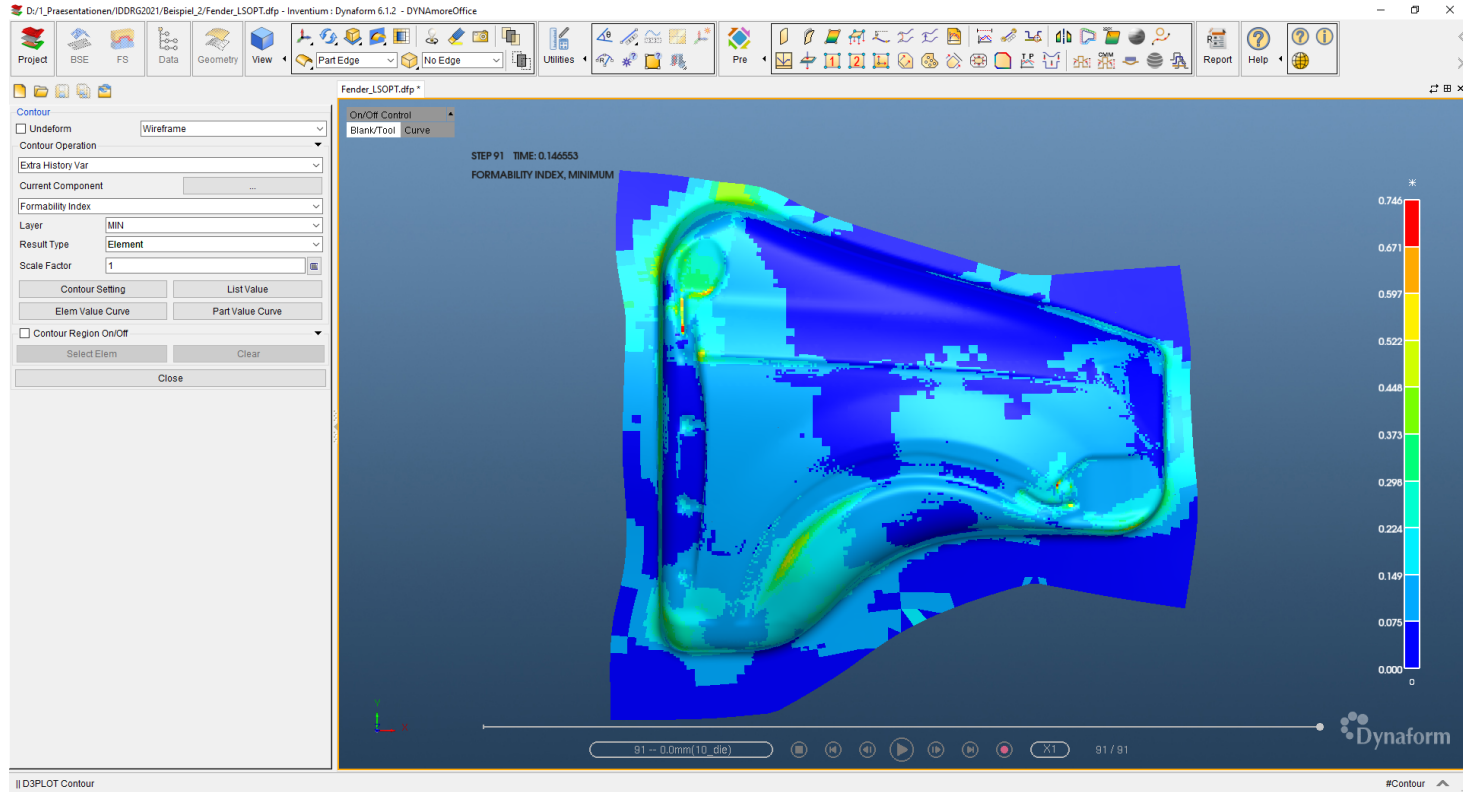 D:/1_Praesentationen/IDDRG2021/Beispiel_2/Fender_LSOPT.dfp - Inventium : Dynaform 6.1.2 - DYNAmoreOffice
Project BSE FS Data Geometry View Part Edge No Edge Utilities Pre Report Help
Fender_LSOPT.dfp *
Contour
Undeform Wireframe
Contour Operation
Extra History Var
Current Component ...
Formability Index
Layer MIN
Result Type Element
Scale Factor 1
Contour Setting List Value
Elem Value Curve Part Value Curve
Contour Region On/Off
Select Elem Clear
Close
On/Off Control
Blank/Tool Curve
STEP 91 TIME: 0.146553
FORMABILITY INDEX, MINIMUM
0.746
0.671
0.597
0.522
0.448
0.373
0.298
0.224
0.149
0.075
0.000
Y
X
91 -- 0.0mm(10_die) X1 91 / 91
Dynaform
|| D3PLOT Contour #Contour